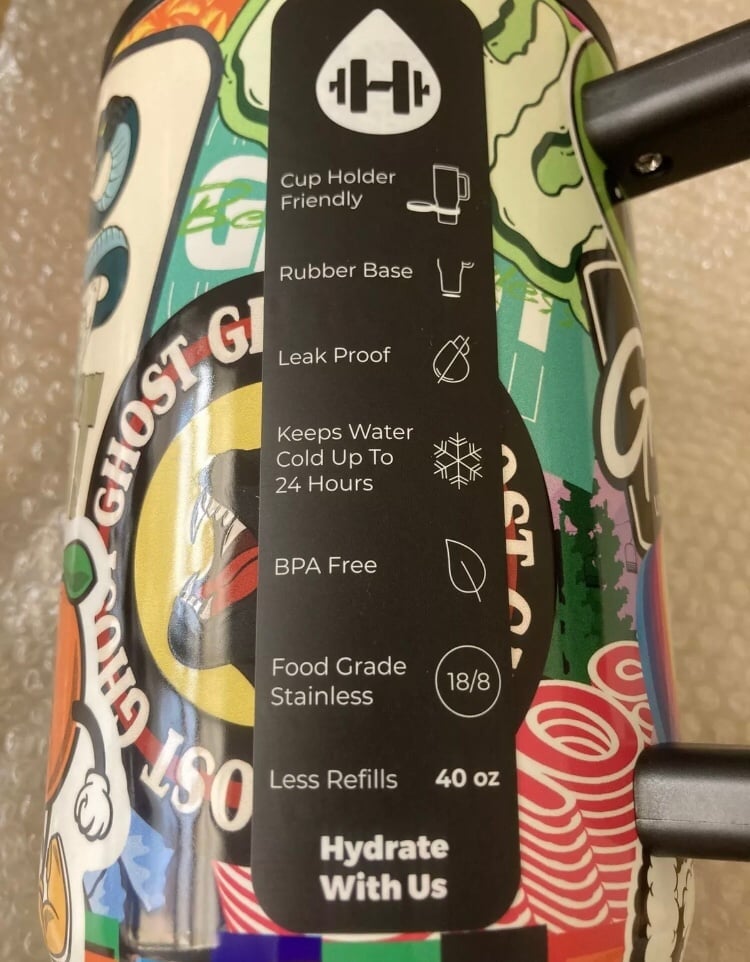 Cup Holder
Friendly
Rubber Base
Leak Proof
Keeps Water
Cold Up To
24 Hours
BPA Free
Food Grade
Stainless
18/8
Less Refills
40 oz
Hydrate
With Us
GHOST
GHOST